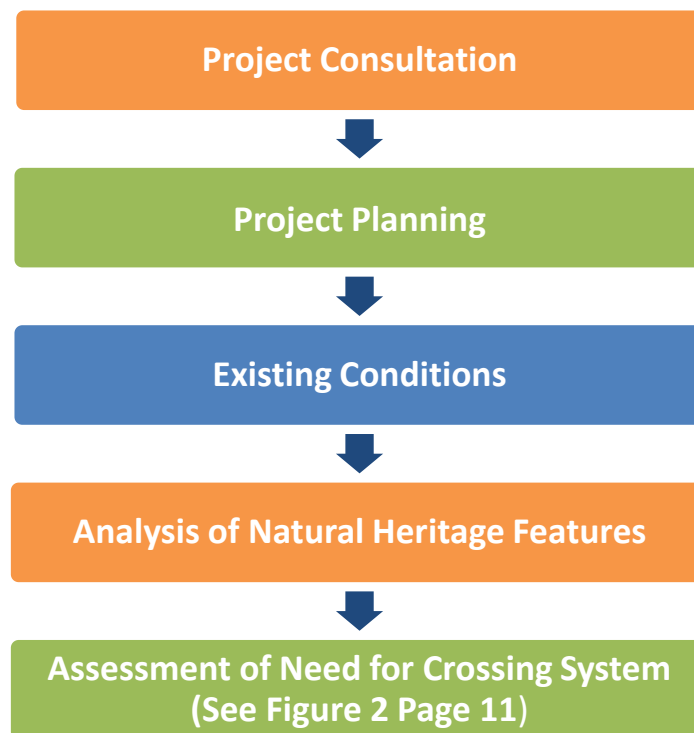 Project Consultation
Project Planning
Existing Conditions
Analysis of Natural Heritage Features
Assessment of Need for Crossing System
(See Figure 2 Page 11)